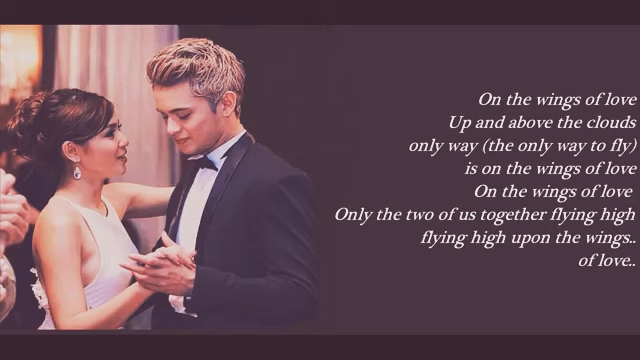 On the wings of love
Up and above the clouds
only way (the only way to fly)
is on the wings of love
On the wings of love
Only the two of us together flying high
flying high upon the wings..
of love..